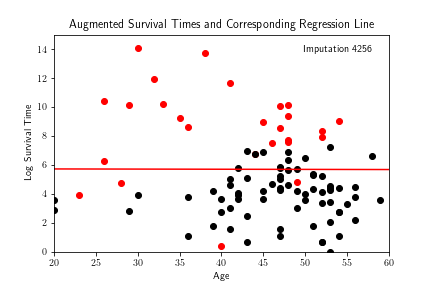 Augmented Survival Times and Corresponding Regression Line
Imputation 4256
14
12
10
8
6
4
2
0
Log Survival Time
20 25 30 35 40 45 50 55 60
Age